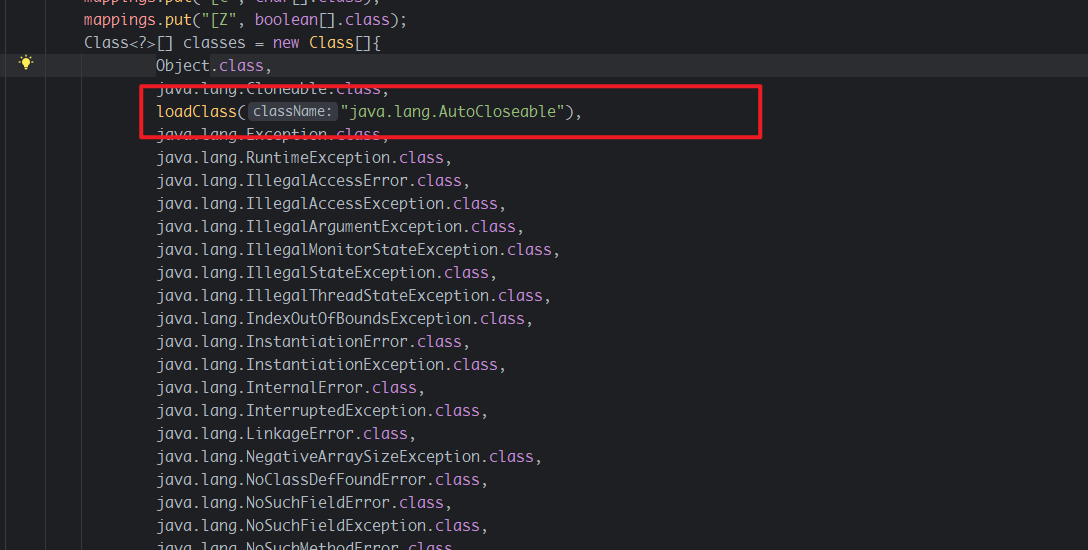 mappings.put("[C", char[].class);
mappings.put("[Z", boolean[].class);
Class<?>[] classes = new Class[]{
Object.class,
java.lang.Cloneable.class,
loadClass( className: "java.lang.AutoCloseable"),
java.lang.Exception.class,
java.lang.RuntimeException.class,
java.lang.IllegalAccessError.class,
java.lang.IllegalAccessException.class,
java.lang.IllegalArgumentException.class,
java.lang.IllegalMonitorStateException.class,
java.lang.IllegalStateException.class,
java.lang.IllegalThreadStateException.class,
java.lang.IndexOutOfBoundsException.class,
java.lang.InstantiationError.class,
java.lang.InstantiationException.class,
java.lang.InternalError.class,
java.lang.InterruptedException.class,
java.lang.LinkageError.class,
java.lang.NegativeArraySizeException.class,
java.lang.NoClassDefFoundError.class,
java.lang.NoSuchFieldError.class,
java.lang.NoSuchFieldException.class,
java.lang.NoSuchMethodError.class